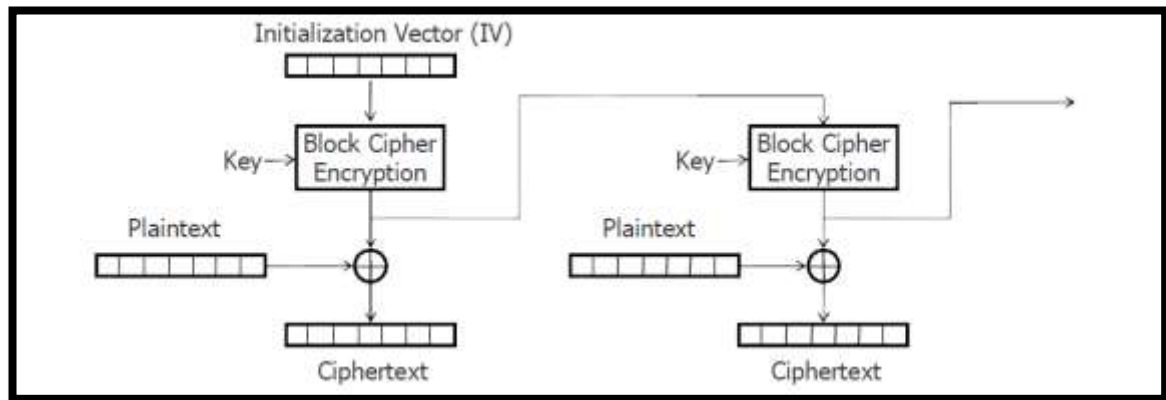 Initialization Vector (IV)
Key
Block Cipher
Encryption
Key
Block Cipher
Encryption
Plaintext
Plaintext
Ciphertext
Ciphertext